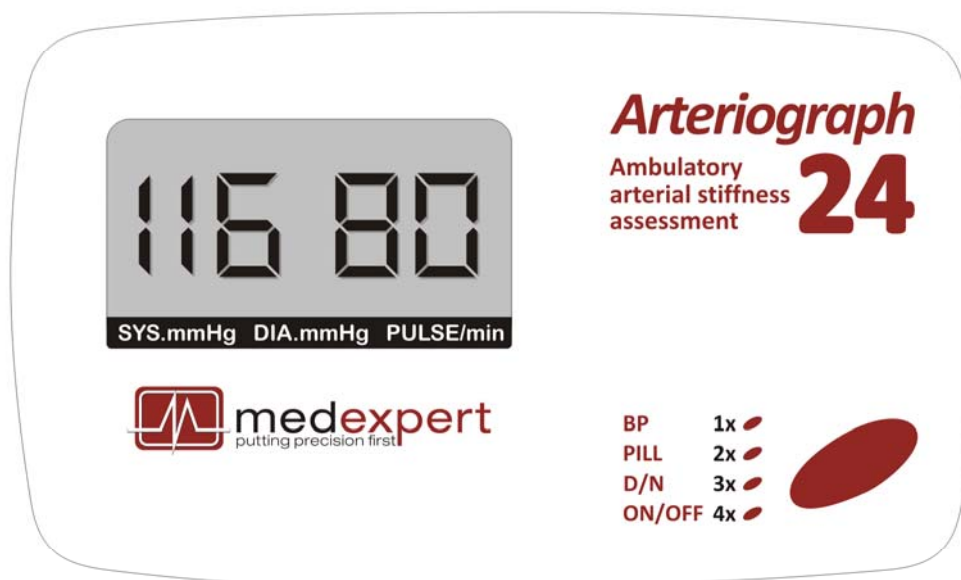 116 80
SYS.mmHg DIA.mmHg PULSE/min
medexpert
putting precision first
Arteriograph
Ambulatory
arterial stiffness
assessment
24
BP 1x
PILL 2x
D/N 3x
ON/OFF 4x